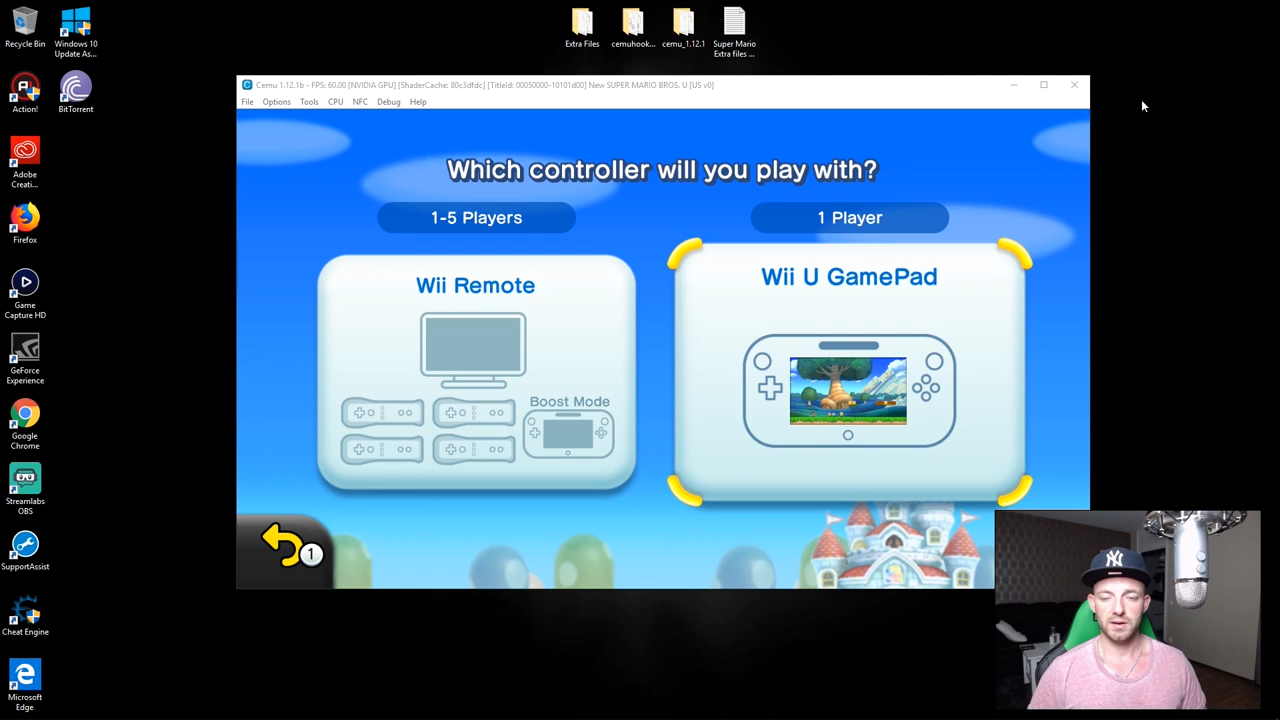 Recycle Bin
Windows 10
Update As...
Extra Files
cemuhook...
cemu_1.12.1
Super Mario
Extra files ...
Action!
BitTorrent
Adobe
Creati...
Firefox
Game
Capture HD
GeForce
Experience
Google
Chrome
Streamlabs
OBS
SupportAssist
Cheat Engine
Microsoft
Edge
Cemu 1.12.1b - FPS: 60.00 [NVIDIA GPU] [ShaderCache: 80c3dfdc] [TitleId: 00050000-10101d00] New SUPER MARIO BROS. U [US v0]
File Options Tools CPU NFC Debug Help
Which controller will you play with?
1-5 Players
1 Player
Wii Remote
Wii U GamePad
Boost Mode
1
NY